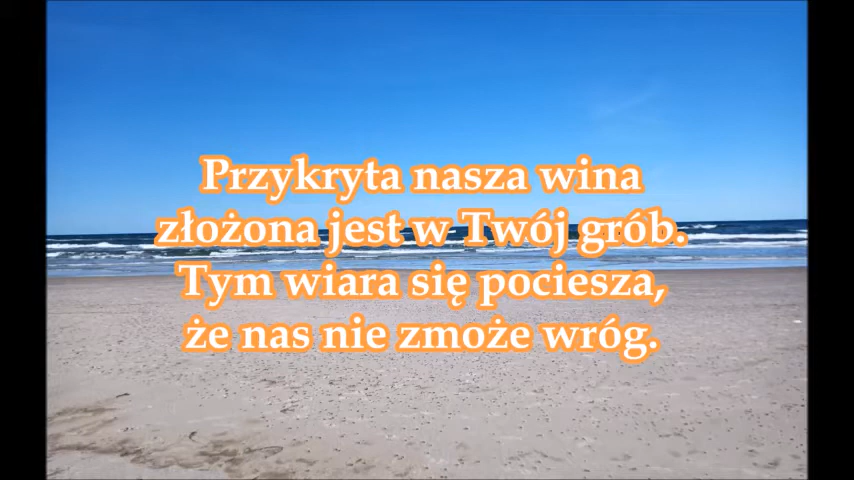 Przykryta nasza wina
złożona jest w Twój grób.
Tym wiara się pociesza,
że nas nie zmoże wróg.